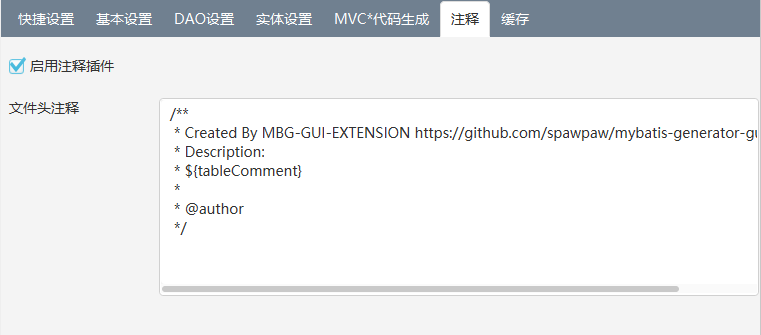 快捷设置 基本设置 DAO设置 实体设置 MVC*代码生成 注释 缓存
启用注释插件
文件头注释
/**
* Created By MBG-GUI-EXTENSION https://github.com/spawpaw/mybatis-generator-gu
* Description:
* ${tableComment}
*
* @author
*/